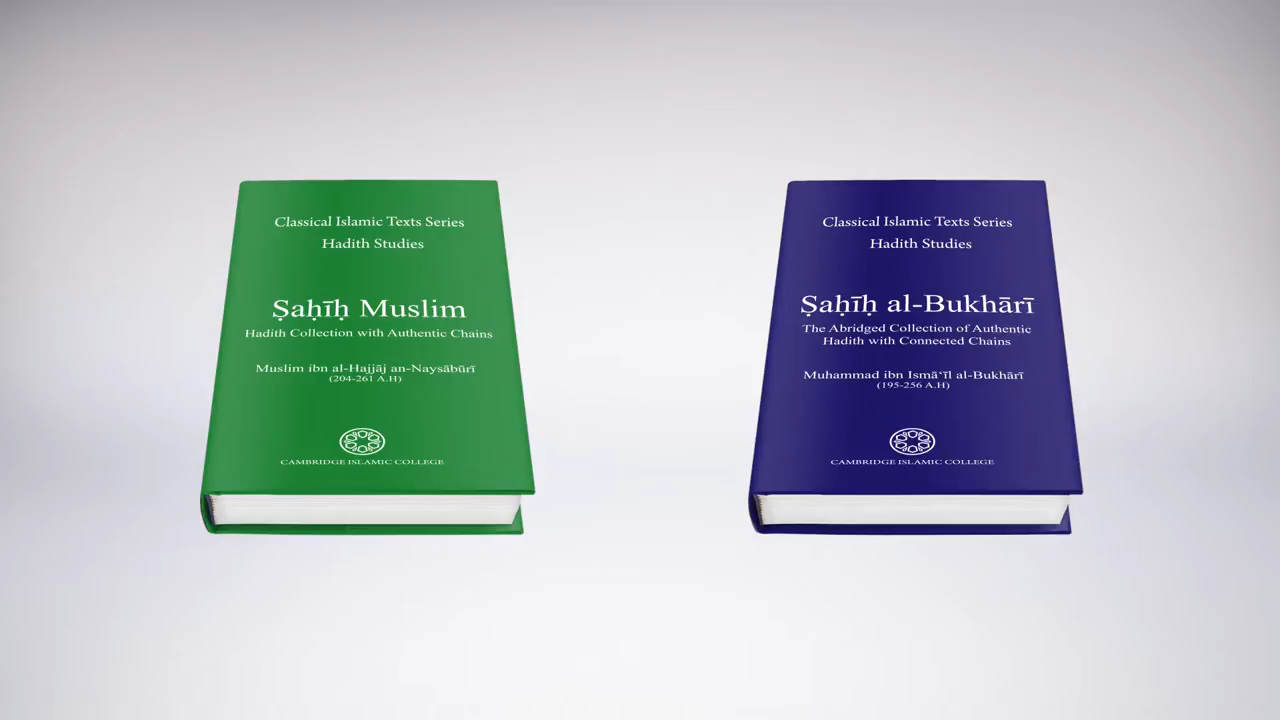 Classical Islamic Texts Series
Hadith Studies
Ṣaḥīḥ Muslim
Hadith Collection with Authentic Chains
Muslim ibn al-Hajjāj an-Naysābūrī
(204-261 A.H)
CAMBRIDGE ISLAMIC COLLEGE
Classical Islamic Texts Series
Hadith Studies
Ṣaḥīḥ al-Bukhārī
The Abridged Collection of Authentic
Hadith with Connected Chains
Muhammad ibn Ismā‘īl al-Bukhārī
(195-256 A.H)
CAMBRIDGE ISLAMIC COLLEGE